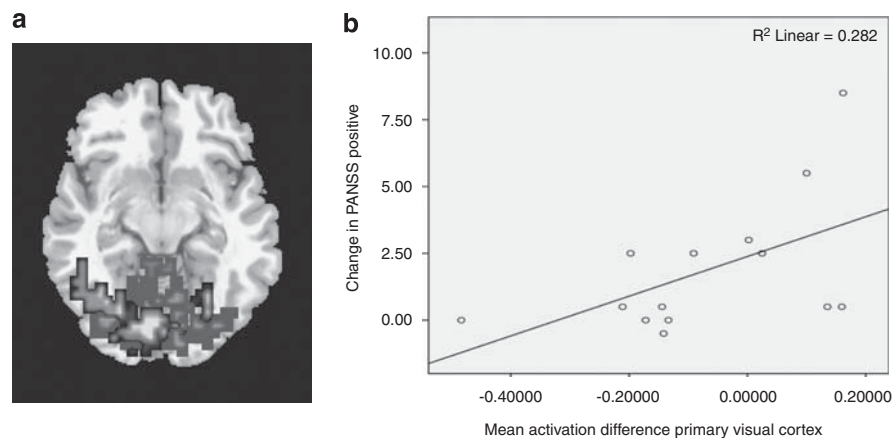 a
b
R² Linear = 0.282
10.00
7.50
5.00
2.50
0.00
Change in PANSS positive
-0.40000 -0.20000 0.00000 0.20000
Mean activation difference primary visual cortex